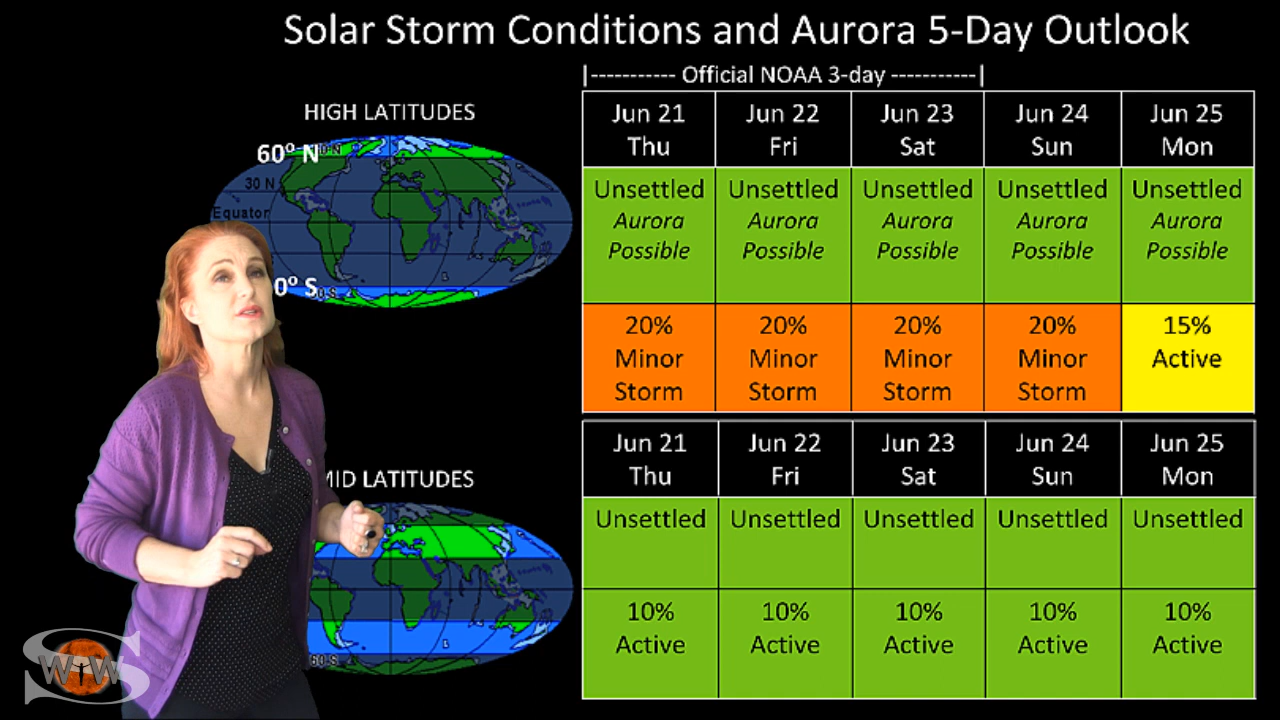 Solar Storm Conditions and Aurora 5-Day Outlook
|----------- Official NOAA 3-day -----------|
HIGH LATITUDES
60º N
30 N
Equator
0º S
Jun 21 Jun 22 Jun 23 Jun 24 Jun 25
Thu Fri Sat Sun Mon
Unsettled Unsettled Unsettled Unsettled Unsettled
Aurora Aurora Aurora Aurora Aurora
Possible Possible Possible Possible Possible
20% 20% 20% 20% 15%
Minor Minor Minor Minor Active
Storm Storm Storm Storm
MID LATITUDES
60 S
Jun 21 Jun 22 Jun 23 Jun 24 Jun 25
Thu Fri Sat Sun Mon
Unsettled Unsettled Unsettled Unsettled Unsettled
10% 10% 10% 10% 10%
Active Active Active Active Active